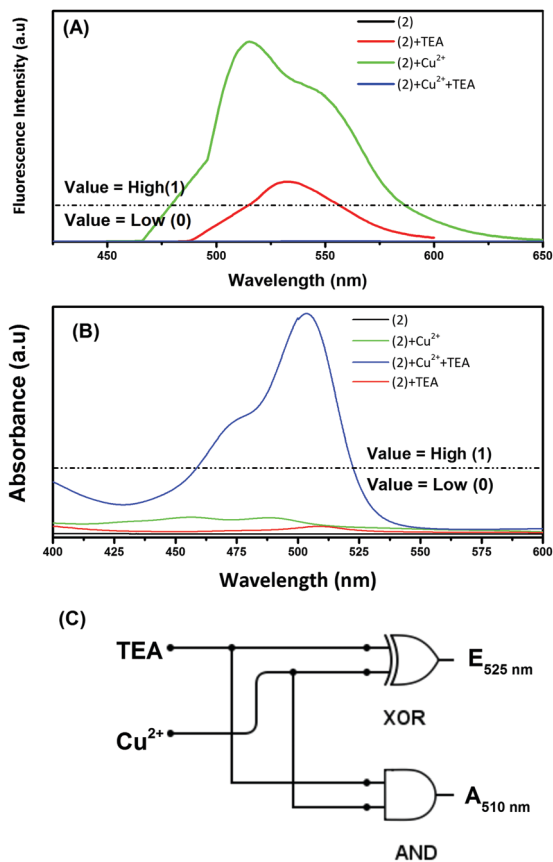 (A)
(2)
(2)+TEA
(2)+Cu²⁺
(2)+Cu²⁺+TEA
Value = High(1)
Value = Low (0)
Fluorescence Intensity (a.u)
450 500 550 600 650
Wavelength (nm)
(B)
(2)
(2)+Cu²⁺
(2)+Cu²⁺+TEA
(2)+TEA
Value = High (1)
Value = Low (0)
Absorbance (a.u)
400 425 450 475 500 525 550 575 600
Wavelength (nm)
(C)
TEA
E525 nm
XOR
Cu²⁺
A510 nm
AND